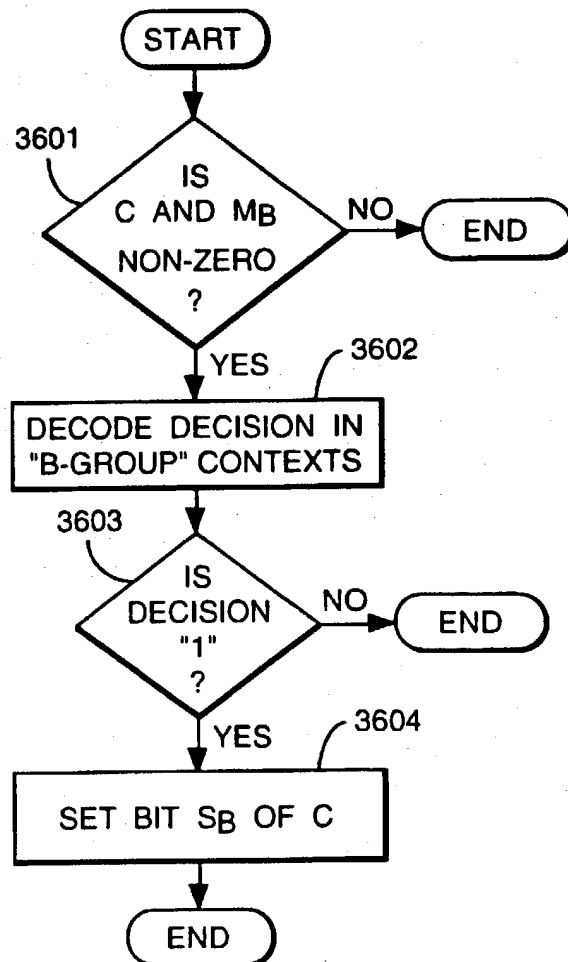 START
3601
IS
C AND MB
NON-ZERO
?
NO
END
YES
3602
DECODE DECISION IN
"B-GROUP" CONTEXTS
3603
IS
DECISION
"1"
?
NO
END
YES
3604
SET BIT SB OF C
END